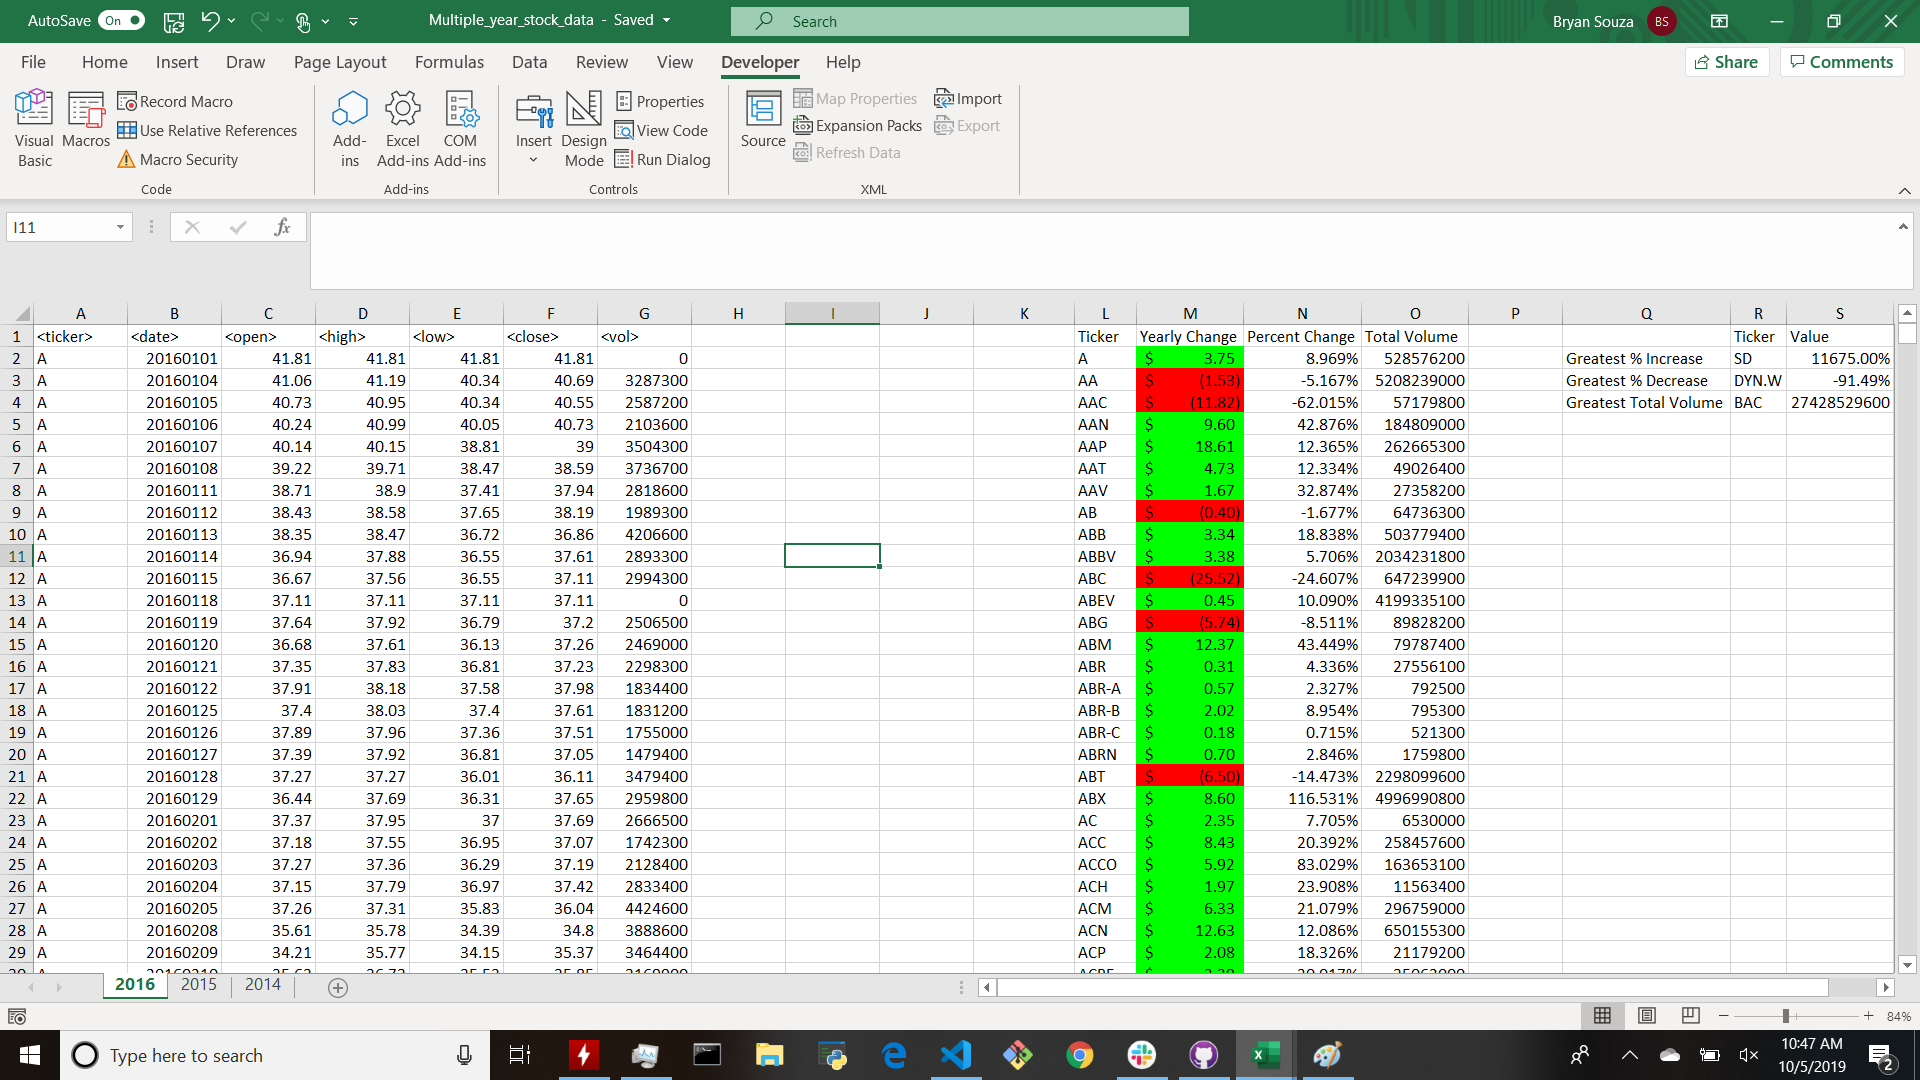 AutoSave On Multiple_year_stock_data - Saved Search Bryan Souza BS
File Home Insert Draw Page Layout Formulas Data Review View Developer Help Share Comments
Visual Basic
Macros
Record Macro
Use Relative References
Macro Security
Code
Add-ins
Excel Add-ins
COM Add-ins
Add-ins
Insert
Design Mode
Properties
View Code
Run Dialog
Controls
Source
Map Properties
Expansion Packs
Refresh Data
Import
Export
XML
I11 fx
A B C D E F G H I J K L M N O P Q R S
1 <ticker> <date> <open> <high> <low> <close> <vol> Ticker Yearly Change Percent Change Total Volume Ticker Value
2 A 20160101 41.81 41.81 41.81 41.81 0 A $ 3.75 8.969% 528576200 Greatest % Increase SD 11675.00%
3 A 20160104 41.06 41.19 40.34 40.69 3287300 AA $ (1.53) -5.167% 5208239000 Greatest % Decrease DYN.W -91.49%
4 A 20160105 40.73 40.95 40.34 40.55 2587200 AAC $ (11.82) -62.015% 57179800 Greatest Total Volume BAC 27428529600
5 A 20160106 40.24 40.99 40.05 40.73 2103600 AAN $ 9.60 42.876% 184809000
6 A 20160107 40.14 40.15 38.81 39 3504300 AAP $ 18.61 12.365% 262665300
7 A 20160108 39.22 39.71 38.47 38.59 3736700 AAT $ 4.73 12.334% 49026400
8 A 20160111 38.71 38.9 37.41 37.94 2818600 AAV $ 1.67 32.874% 27358200
9 A 20160112 38.43 38.58 37.65 38.19 1989300 AB $ (0.40) -1.677% 64736300
10 A 20160113 38.35 38.47 36.72 36.86 4206600 ABB $ 3.34 18.838% 503779400
11 A 20160114 36.94 37.88 36.55 37.61 2893300 ABBV $ 3.38 5.706% 2034231800
12 A 20160115 36.67 37.56 36.55 37.11 2994300 ABC $ (25.52) -24.607% 647239900
13 A 20160118 37.11 37.11 37.11 37.11 0 ABEV $ 0.45 10.090% 4199335100
14 A 20160119 37.64 37.92 36.79 37.2 2506500 ABG $ (5.74) -8.511% 89828200
15 A 20160120 36.68 37.61 36.13 37.26 2469000 ABM $ 12.37 43.449% 79787400
16 A 20160121 37.35 37.83 36.81 37.23 2298300 ABR $ 0.31 4.336% 27556100
17 A 20160122 37.91 38.18 37.58 37.98 1834400 ABR-A $ 0.57 2.327% 792500
18 A 20160125 37.4 38.03 37.4 37.61 1831200 ABR-B $ 2.02 8.954% 795300
19 A 20160126 37.89 37.96 37.36 37.51 1755000 ABR-C $ 0.18 0.715% 521300
20 A 20160127 37.39 37.92 36.81 37.05 1479400 ABRN $ 0.70 2.846% 1759800
21 A 20160128 37.27 37.27 36.01 36.11 3479400 ABT $ (6.50) -14.473% 2298099600
22 A 20160129 36.44 37.69 36.31 37.65 2959800 ABX $ 8.60 116.531% 4996990800
23 A 20160201 37.37 37.95 37 37.69 2666500 AC $ 2.35 7.705% 6530000
24 A 20160202 37.18 37.55 36.95 37.07 1742300 ACC $ 8.43 20.392% 258457600
25 A 20160203 37.27 37.36 36.29 37.19 2128400 ACCO $ 5.92 83.029% 163653100
26 A 20160204 37.15 37.79 36.97 37.42 2833400 ACH $ 1.97 23.908% 11563400
27 A 20160205 37.26 37.31 35.83 36.04 4424600 ACM $ 6.33 21.079% 296759000
28 A 20160208 35.61 35.78 34.39 34.8 3888600 ACN $ 12.63 12.086% 650155300
29 A 20160209 34.21 35.77 34.15 35.37 3464400 ACP $ 2.08 18.326% 21179200
2016 2015 2014
84%
Type here to search
10:47 AM
10/5/2019
2